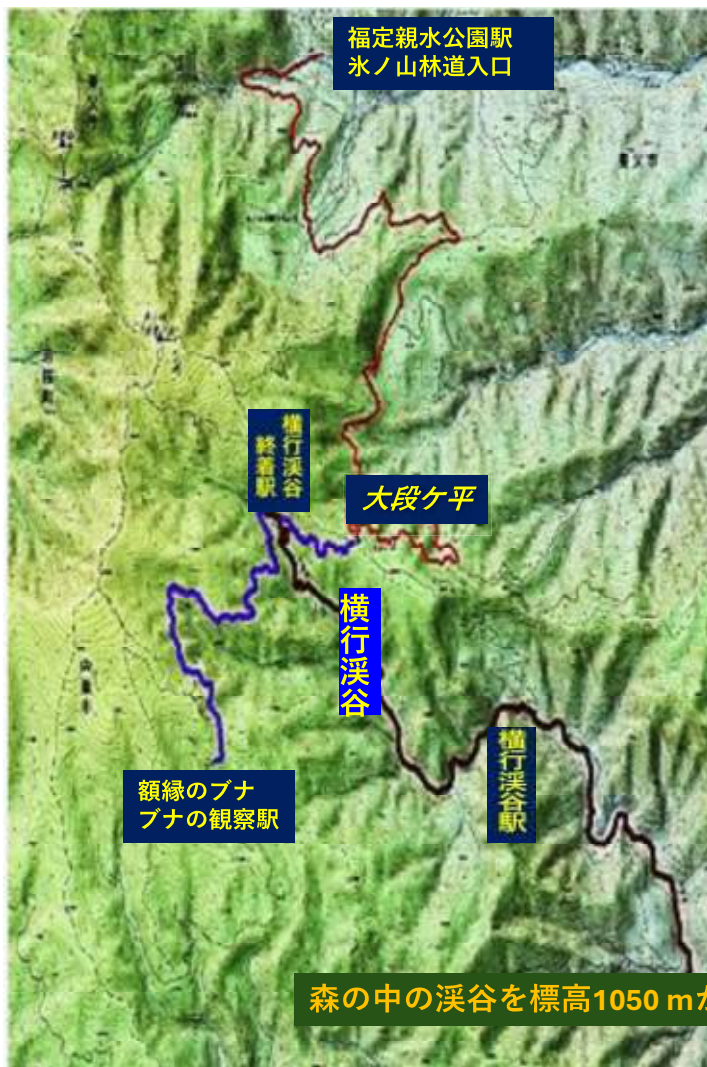 福定親水公園駅
氷ノ山林道入口
横行渓谷
終着駅
大段ケ平
横行渓谷
横行渓谷駅
額縁のブナ
ブナの観察駅
森の中の渓谷を標高1050 mか